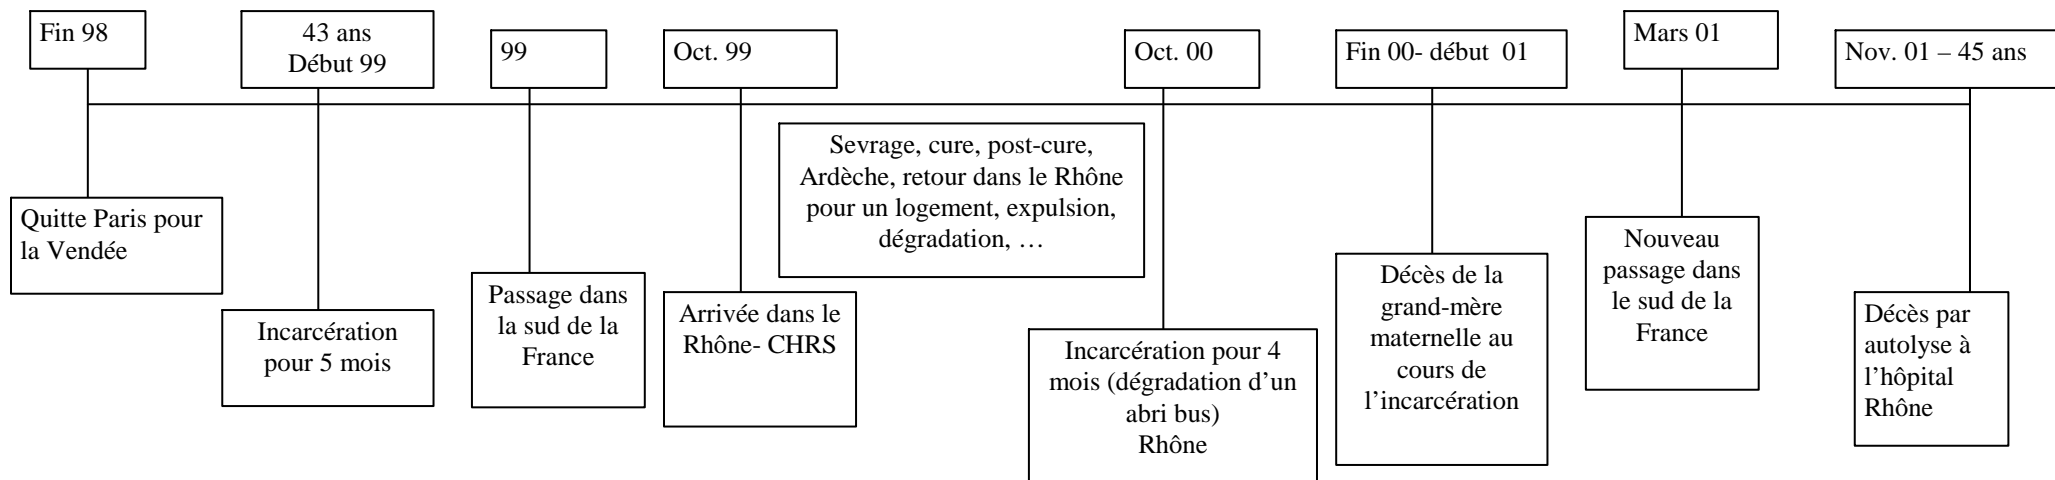 Fin 98
43 ans
Début 99
99
Oct. 99
Oct. 00
Fin 00- début  01
Mars 01
Nov. 01 – 45 ans
Sevrage, cure, post-cure,
Ardèche, retour dans le Rhône
pour un logement, expulsion,
dégradation, …
Quitte Paris pour
la Vendée
Incarcération
pour 5 mois
Passage dans
la sud de la
France
Arrivée dans le
Rhône- CHRS
Incarcération pour 4
mois (dégradation d’un
abri bus)
Rhône
Décès de la
grand-mère
maternelle au
cours de
l’incarcération
Nouveau
passage dans
le sud de la
France
Décès par
autolyse à
l’hôpital
Rhône